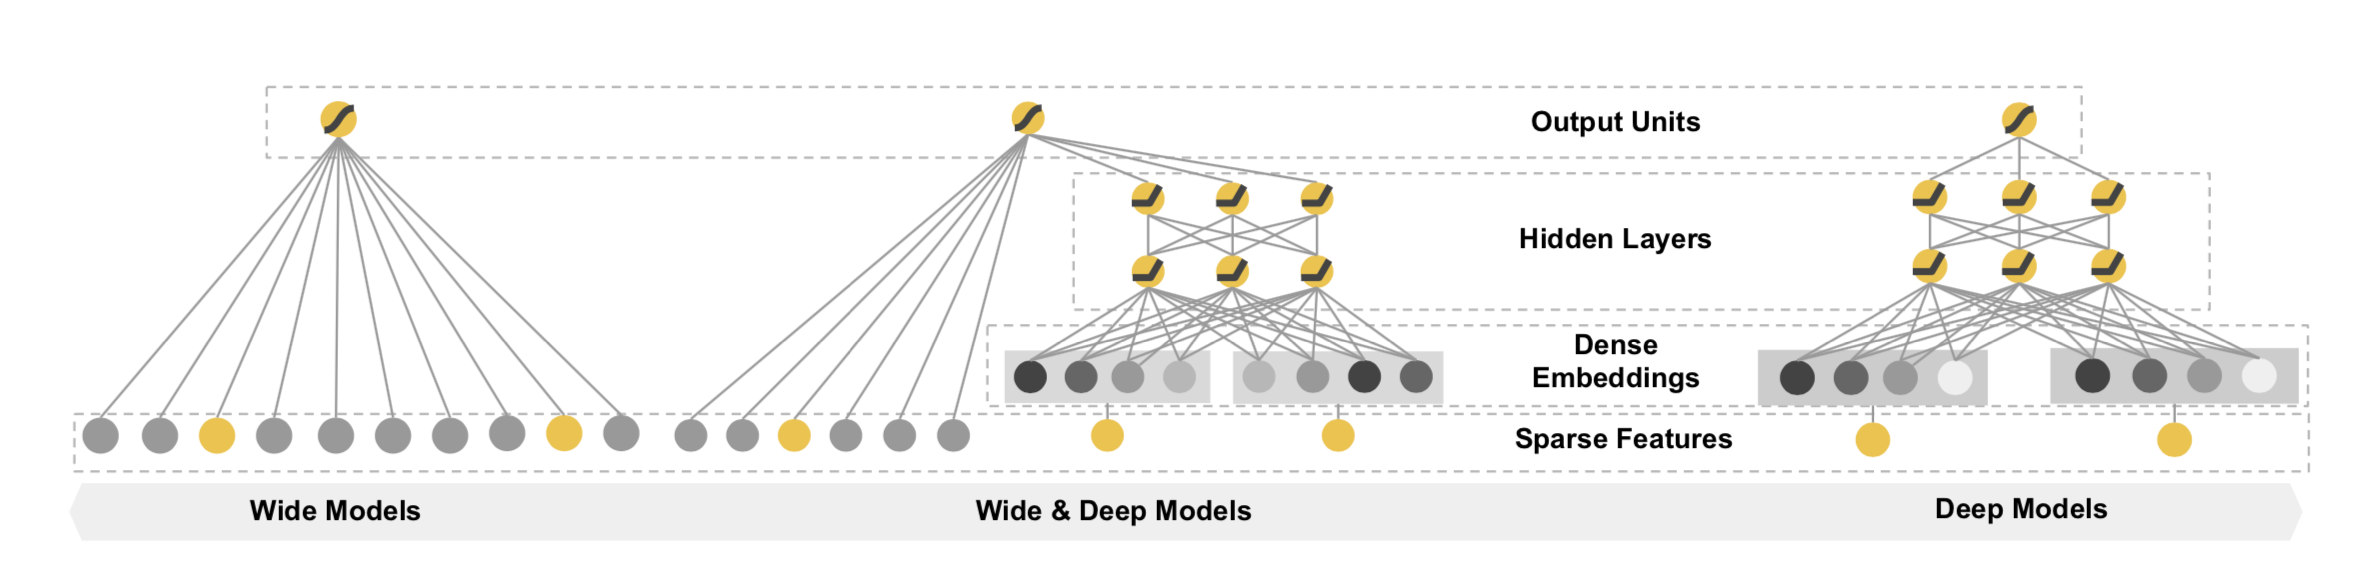 Output Units
Hidden Layers
Dense
Embeddings
Sparse Features
Wide Models
Wide & Deep Models
Deep Models